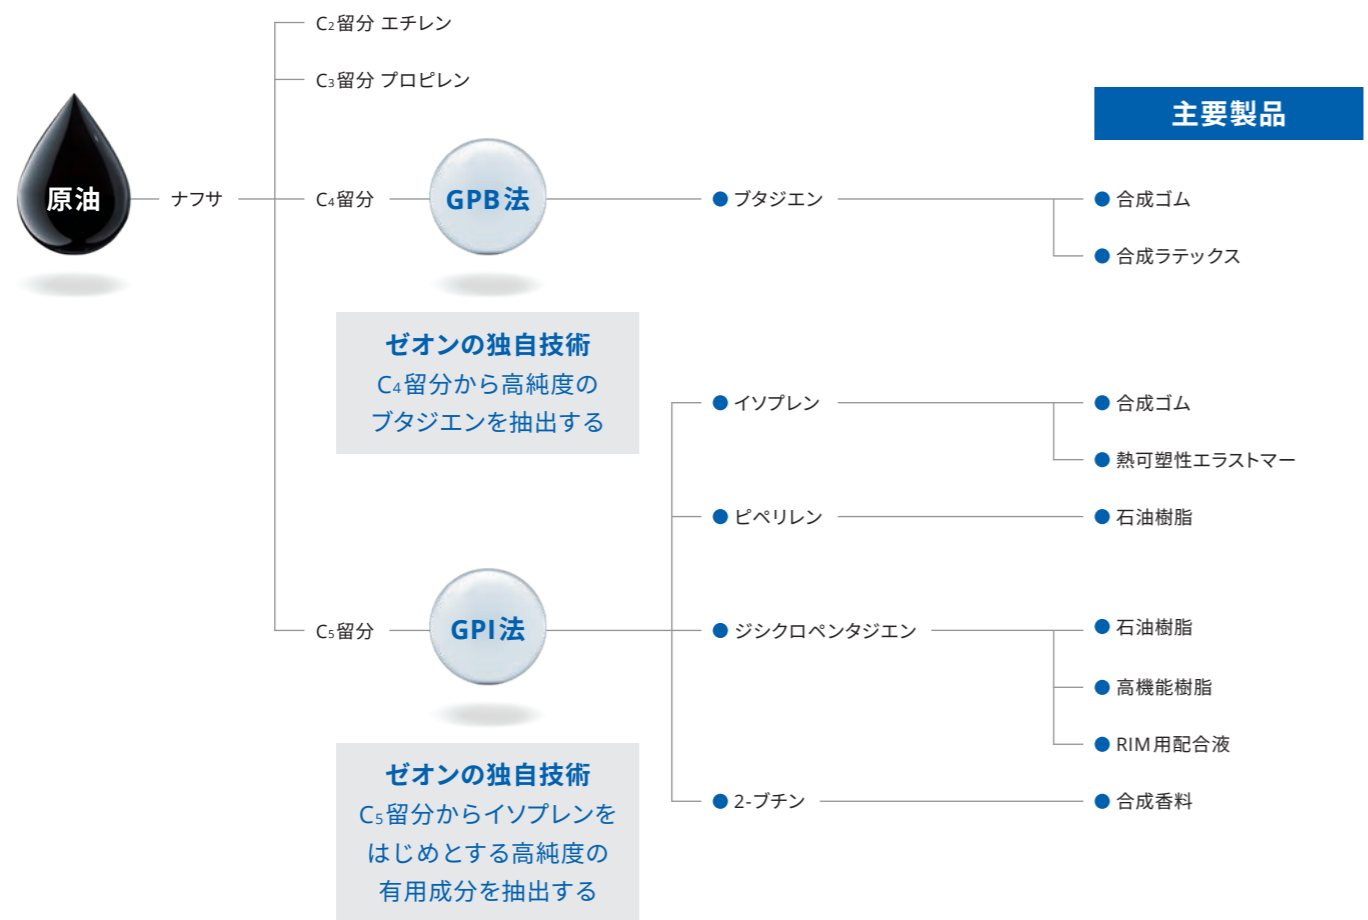 C2留分 エチレン
C3留分 プロピレン
主要製品
原油
ナフサ
C4留分
GPB法
ブタジエン
合成ゴム
合成ラテックス
ゼオンの独自技術
C4留分から高純度の
ブタジエンを抽出する
イソプレン
合成ゴム
熱可塑性エラストマー
ピペリレン
石油樹脂
C5留分
GPI法
ジシクロペンタジエン
石油樹脂
高機能樹脂
RIM用配合液
ゼオンの独自技術
C5留分からイソプレンを
はじめとする高純度の
有用成分を抽出する
2-ブチン
合成香料